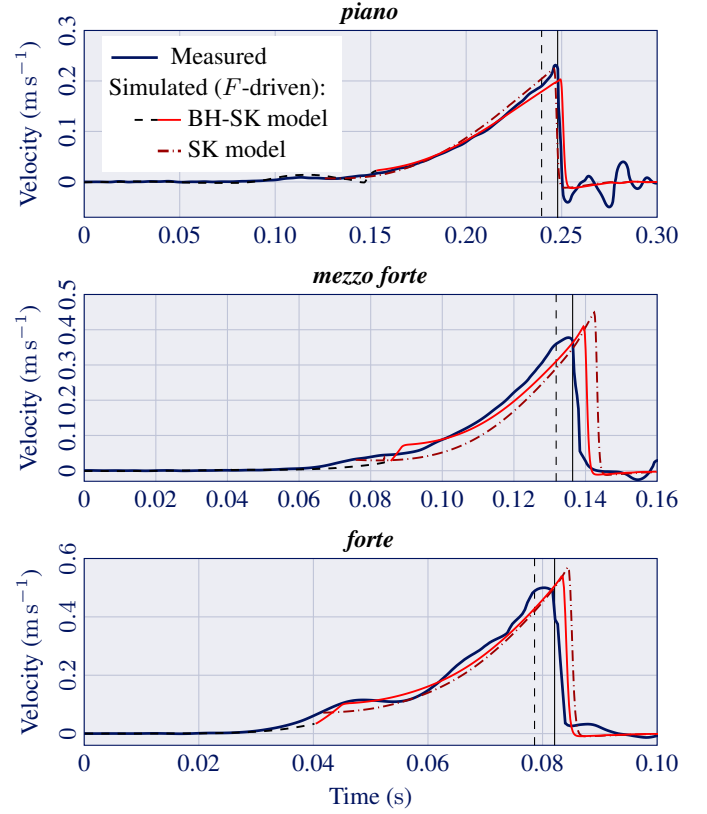 piano
0.3
0.2
0.1
0
Velocity (m s⁻¹)
Measured
Simulated (F-driven):
BH-SK model
SK model
0 0.05 0.10 0.15 0.20 0.25 0.30
mezzo forte
0.5
0.4
0.3
0.2
0.1
0
Velocity (m s⁻¹)
0 0.02 0.04 0.06 0.08 0.10 0.12 0.14 0.16
forte
0.6
0.4
0.2
0
Velocity (m s⁻¹)
0 0.02 0.04 0.06 0.08 0.10
Time (s)